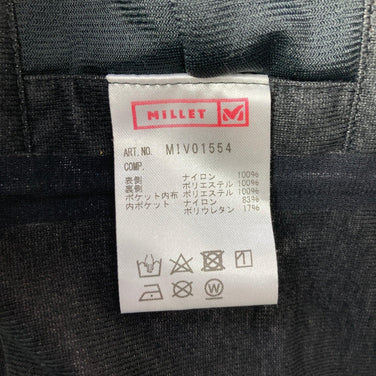 MILLET
ART.NO. MIV01554
COMP.
表側 ナイロン 100%
裏側 ポリエステル 100%
ポケット内布 ポリエステル 100%
内ポケット ナイロン 83%
ポリウレタン 17%
W